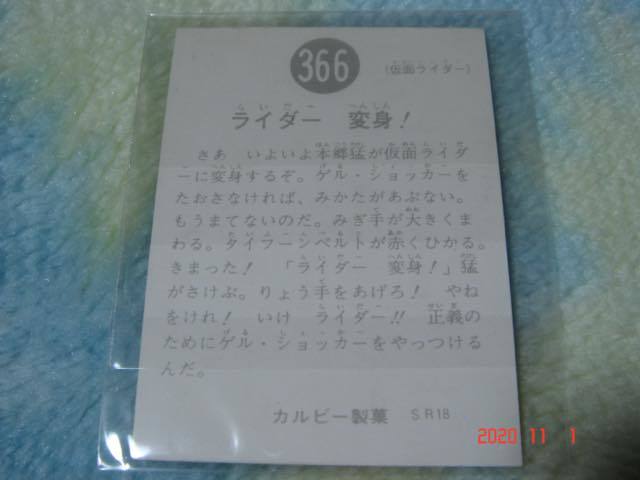 366
(仮面ライダー)
ライダー 変身!
さあ いよいよ本郷猛が仮面ライダ
ーに変身するぞ。ゲル・ショッカーを
たおさなければ、みかたがあぶない。
もうまてないのだ。みぎ手が大きくま
わる。タイフーンベルトが赤くひかる。
きまった! 「ライダー 変身!」猛
がさけぶ。りょう手をあげろ! やね
をけれ! いけ ライダー!! 正義の
ためにゲル・ショッカーをやっつける
んだ。
カルビー製菓 SR18
2020 11 1